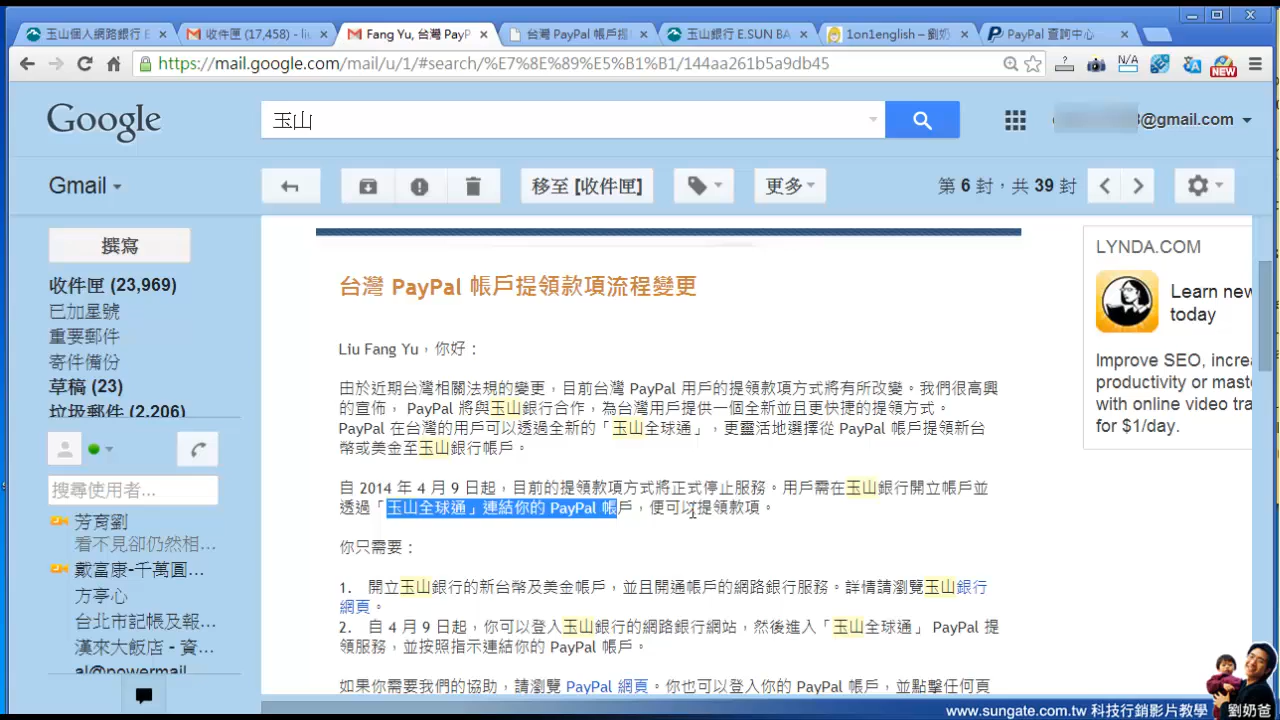 玉山個人網路銀行 E
收件匣 (17,458) - li
Fang Yu, 台灣 PayP
台灣 PayPal 帳戶提
玉山銀行 E.SUN BA
1on1english – 劉奶
PayPal 查詢中心
https://mail.google.com/mail/u/1/#search/%E7%8E%89%E5%B1%B1/144aa261b5a9db45
N/A
NEW
Google
玉山
@gmail.com
Gmail
移至 [收件匣]
更多
第 6 封，共 39 封
撰寫
收件匣 (23,969)
已加星號
重要郵件
寄件備份
草稿 (23)
垃圾郵件 (2,206)
搜尋使用者...
芳育劉
看不見卻仍然相...
戴富康-千萬圓...
方亭心
台北市記帳及報...
漢來大飯店 - 資...
al@powermail
台灣 PayPal 帳戶提領款項流程變更
Liu Fang Yu，你好：
由於近期台灣相關法規的變更，目前台灣 PayPal 用戶的提領款項方式將有所改變。我們很高興
的宣佈， PayPal 將與玉山銀行合作，為台灣用戶提供一個全新並且更快捷的提領方式。
PayPal 在台灣的用戶可以透過全新的「玉山全球通」，更靈活地選擇從 PayPal 帳戶提領新台
幣或美金至玉山銀行帳戶。
自 2014 年 4 月 9 日起，目前的提領款項方式將正式停止服務。用戶需在玉山銀行開立帳戶並
透過「玉山全球通」連結你的 PayPal 帳戶，便可以提領款項。
你只需要：
1. 開立玉山銀行的新台幣及美金帳戶，並且開通帳戶的網路銀行服務。詳情請瀏覽玉山銀行
網頁。
2. 自 4 月 9 日起，你可以登入玉山銀行的網路銀行網站，然後進入「玉山全球通」 PayPal 提
領服務，並按照指示連結你的 PayPal 帳戶。
如果你需要我們的協助，請瀏覽 PayPal 網頁。你也可以登入你的 PayPal 帳戶，並點擊任何頁
LYNDA.COM
Learn new
today
Improve SEO, increa
productivity or maste
with online video tra
for $1/day.
www.sungate.com.tw 科技行銷影片教學
劉奶爸